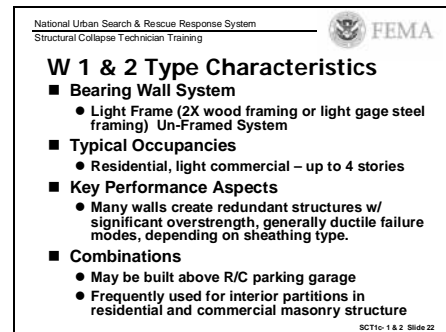 National Urban Search & Rescue Response System
Structural Collapse Technician Training
FEMA
W 1 & 2 Type Characteristics
■ Bearing Wall System
● Light Frame (2X wood framing or light gage steel
framing) Un-Framed System
■ Typical Occupancies
● Residential, light commercial – up to 4 stories
■ Key Performance Aspects
● Many walls create redundant structures w/
significant overstrength, generally ductile failure
modes, depending on sheathing type.
■ Combinations
● May be built above R/C parking garage
● Frequently used for interior partitions in
residential and commercial masonry structure
SCT1c- 1 & 2 Slide 22